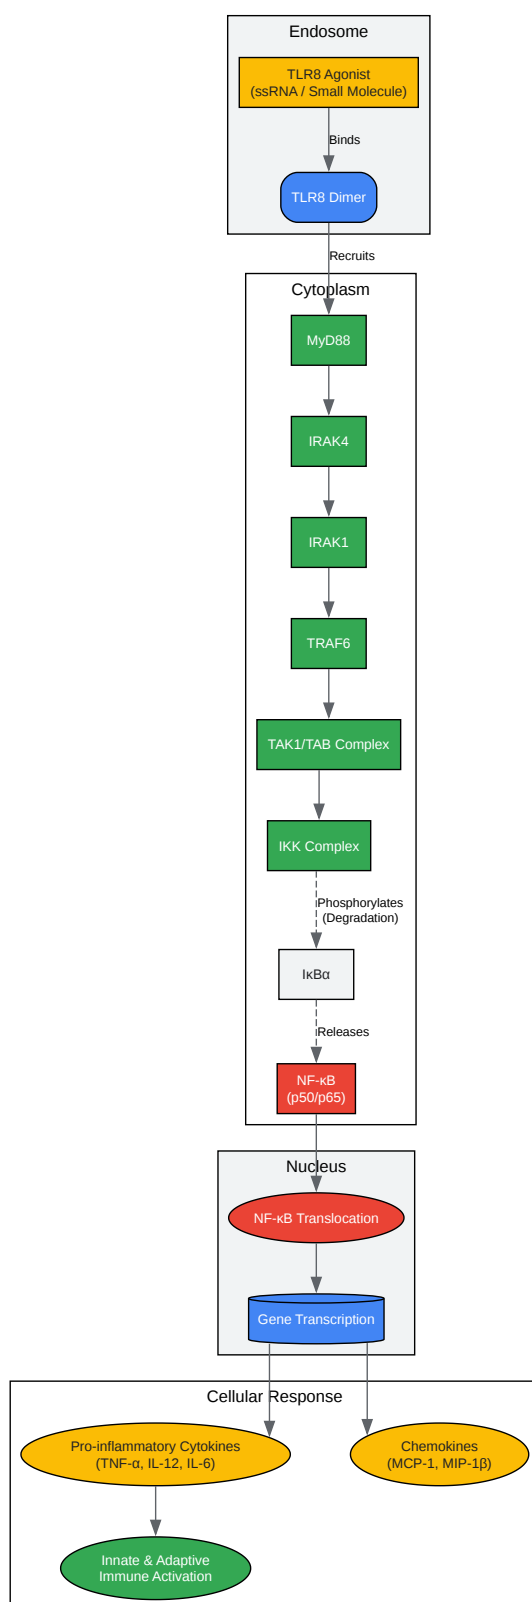 Endosome
TLR8 Agonist
(ssRNA / Small Molecule)
Binds
TLR8 Dimer
Recruits
Cytoplasm
MyD88
IRAK4
IRAK1
TRAF6
TAK1/TAB Complex
IKK Complex
Phosphorylates
(Degradation)
IκBα
Releases
NF-κB
(p50/p65)
Nucleus
NF-κB Translocation
Gene Transcription
Cellular Response
Pro-inflammatory Cytokines
(TNF-α, IL-12, IL-6)
Chemokines
(MCP-1, MIP-1β)
Innate & Adaptive
Immune Activation